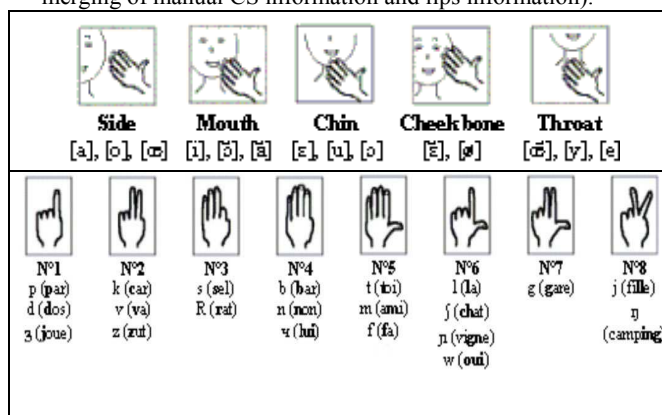 merging of manual CS information and lips information).
Side Mouth Chin Cheek bone Throat
[a], [o], [œ] [i], [ɔ̃], [ã] [ɛ], [u], [ɔ] [ɛ̃], [ø] [œ̃], [y], [e]
N°1 N°2 N°3 N°4 N°5 N°6 N°7 N°8
p (par) k (car) s (sel) b (bar) t (toi) l (la) g (gare) j (fille)
d (dos) v (va) R (rat) n (non) m (ami) ʃ (chat) ŋ
ʒ (joue) z (zut) ɥ (lui) f (fa) ɲ (vigne) (camping)
w (oui)